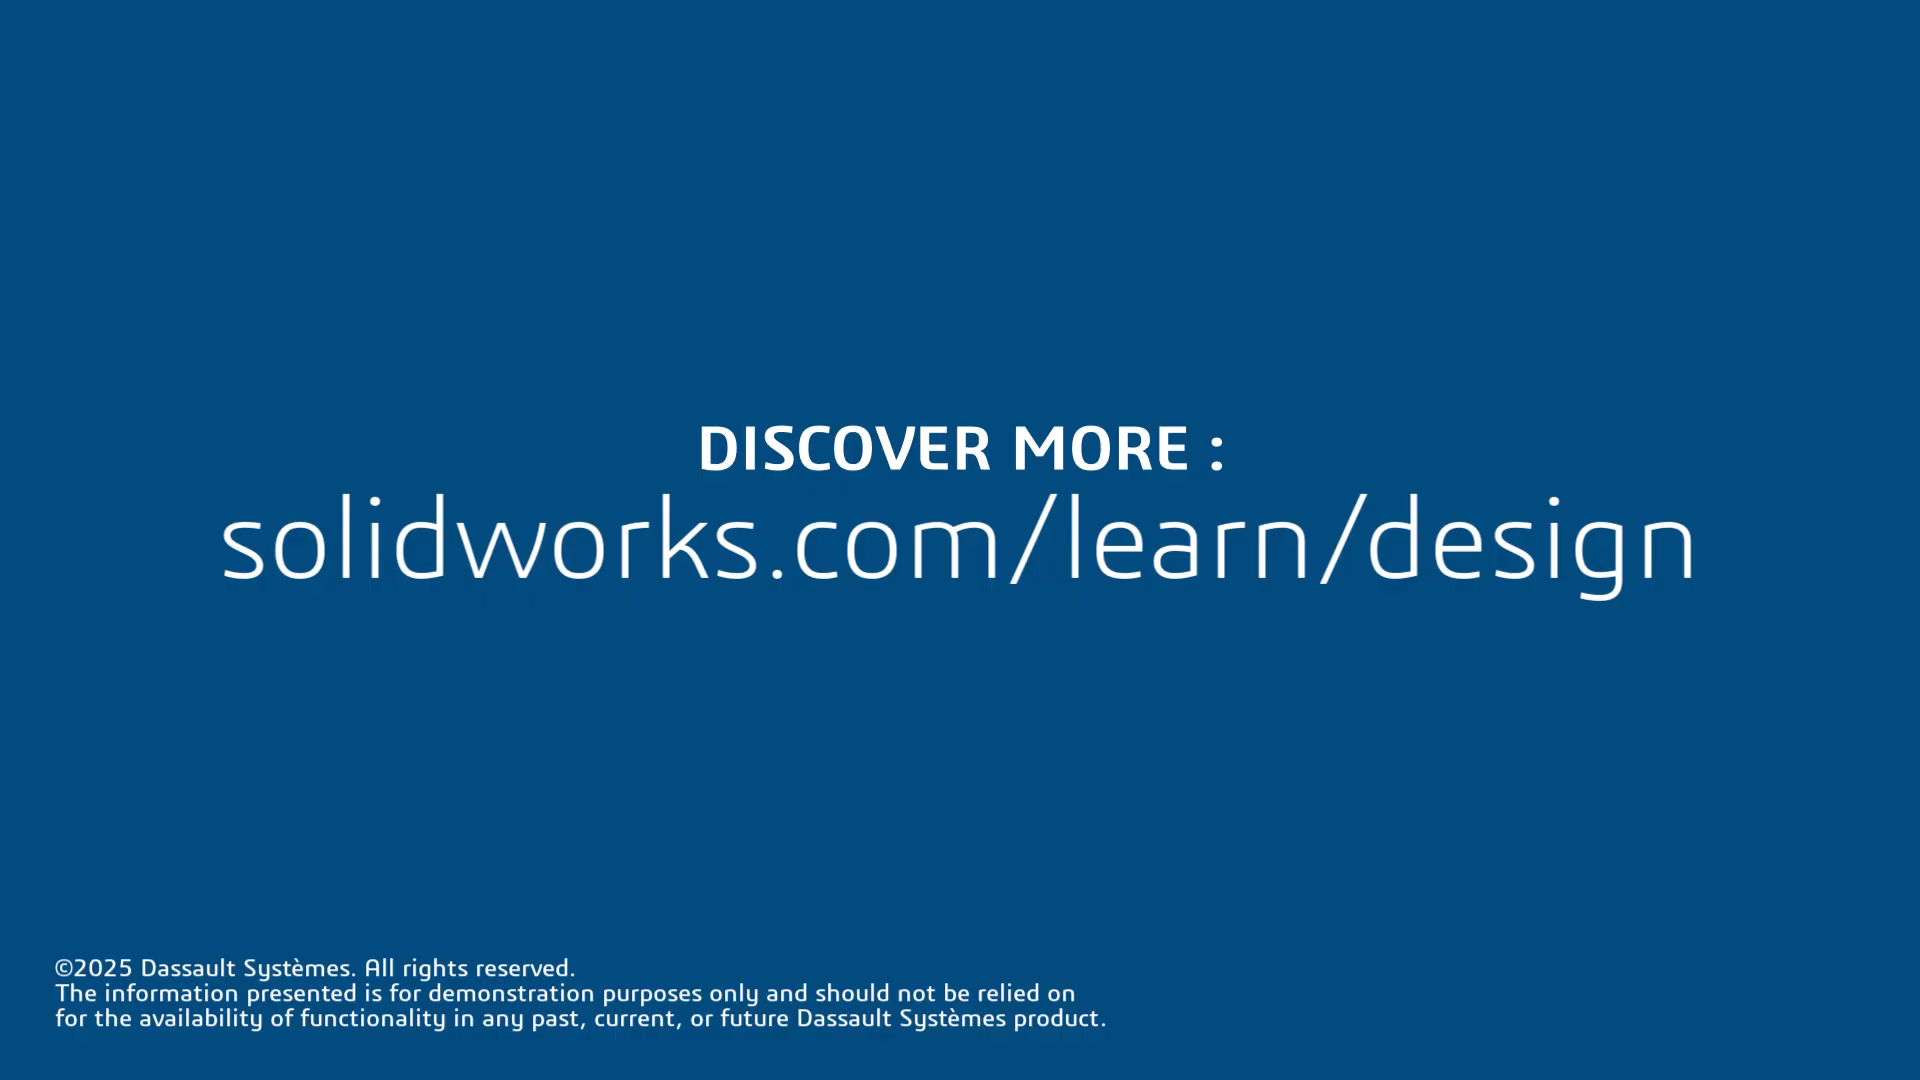 DISCOVER MORE :
solidworks.com/learn/design
©2025 Dassault Systèmes. All rights reserved.
The information presented is for demonstration purposes only and should not be relied on
for the availability of functionality in any past, current, or future Dassault Systèmes product.